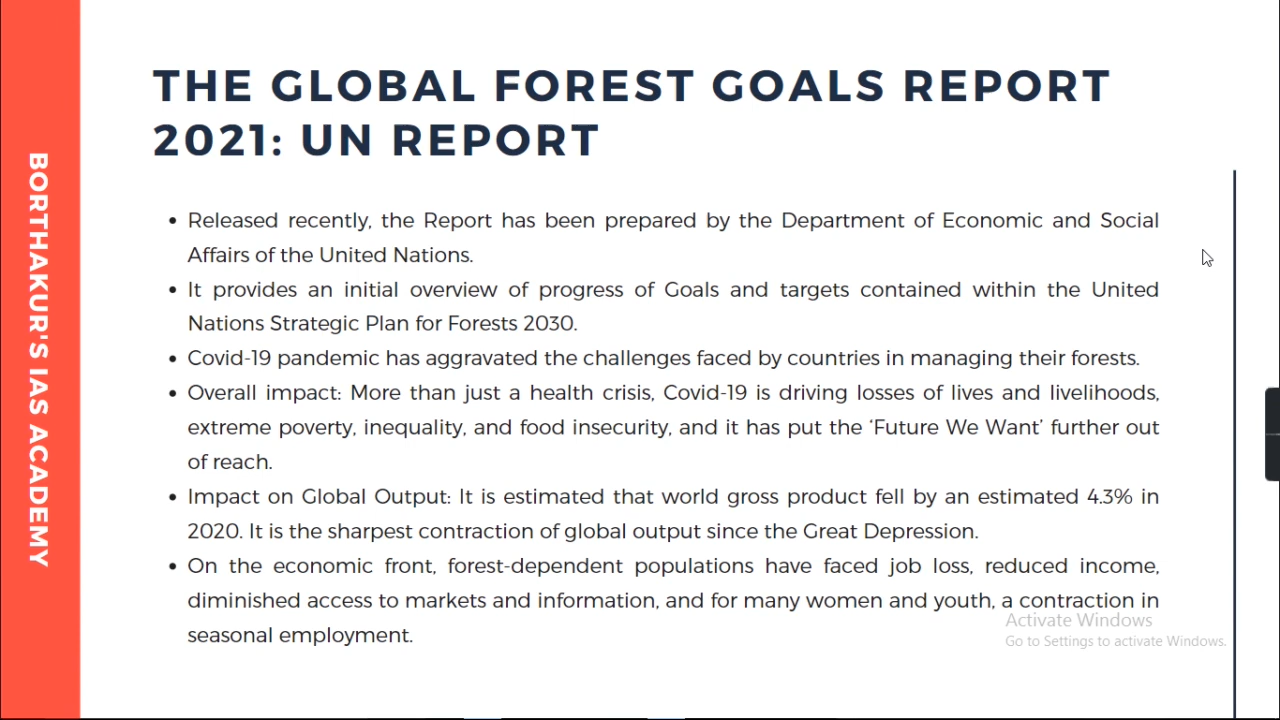 THE GLOBAL FOREST GOALS REPORT
2021: UN REPORT
BORTHAKUR'S IAS ACADEMY
• Released recently, the Report has been prepared by the Department of Economic and Social
Affairs of the United Nations.
• It provides an initial overview of progress of Goals and targets contained within the United
Nations Strategic Plan for Forests 2030.
• Covid-19 pandemic has aggravated the challenges faced by countries in managing their forests.
• Overall impact: More than just a health crisis, Covid-19 is driving losses of lives and livelihoods,
extreme poverty, inequality, and food insecurity, and it has put the ‘Future We Want’ further out
of reach.
• Impact on Global Output: It is estimated that world gross product fell by an estimated 4.3% in
2020. It is the sharpest contraction of global output since the Great Depression.
• On the economic front, forest-dependent populations have faced job loss, reduced income,
diminished access to markets and information, and for many women and youth, a contraction in
seasonal employment.
Activate Windows
Go to Settings to activate Windows.